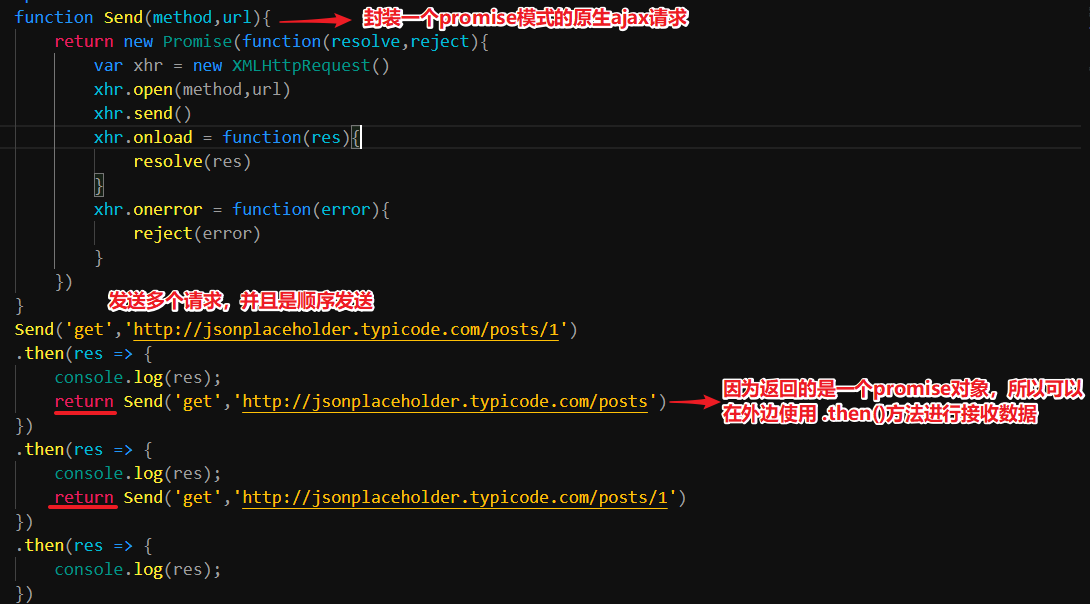 function Send(method,url){ 封装一个promise模式的原生ajax请求
return new Promise(function(resolve,reject){
var xhr = new XMLHttpRequest()
xhr.open(method,url)
xhr.send()
xhr.onload = function(res){
resolve(res)
}
xhr.onerror = function(error){
reject(error)
}
})
}
发送多个请求，并且是顺序发送
Send('get','http://jsonplaceholder.typicode.com/posts/1')
.then(res => {
console.log(res);
return Send('get','http://jsonplaceholder.typicode.com/posts')
因为返回的是一个promise对象，所以可以
在外边使用 .then()方法进行接收数据
})
.then(res => {
console.log(res);
return Send('get','http://jsonplaceholder.typicode.com/posts/1')
})
.then(res => {
console.log(res);
})